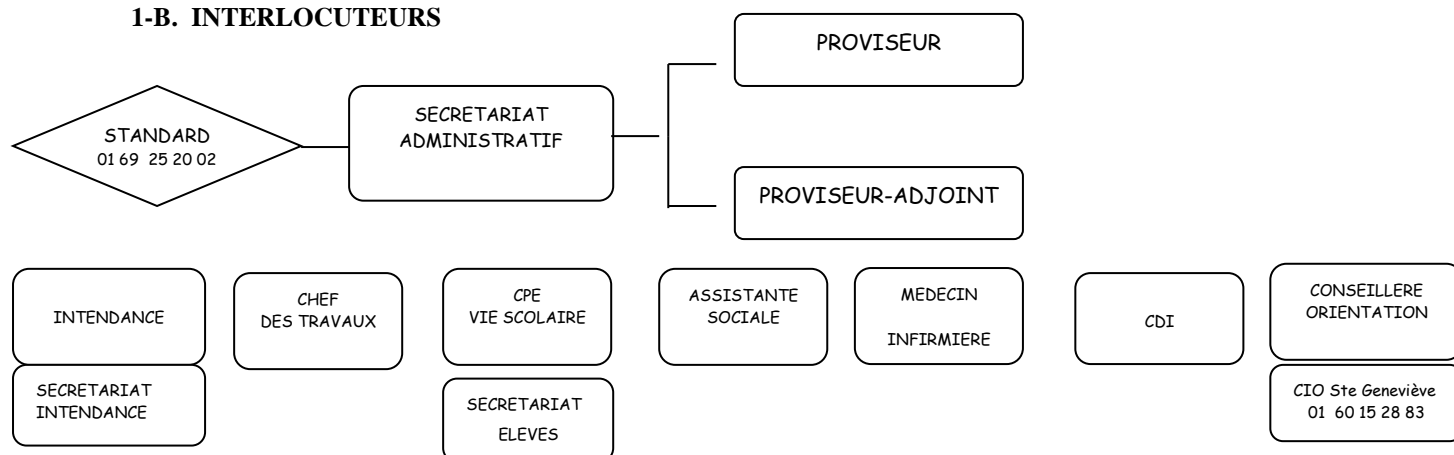 1-B. INTERLOCUTEURS
PROVISEUR
STANDARD
01 69 25 20 02
SECRETARIAT
ADMINISTRATIF
PROVISEUR-ADJOINT
INTENDANCE
CHEF
DES TRAVAUX
CPE
VIE SCOLAIRE
ASSISTANTE
SOCIALE
MEDECIN
INFIRMIERE
CDI
CONSEILLERE
ORIENTATION
SECRETARIAT
INTENDANCE
SECRETARIAT
ELEVES
CIO Ste Geneviève
01 60 15 28 83